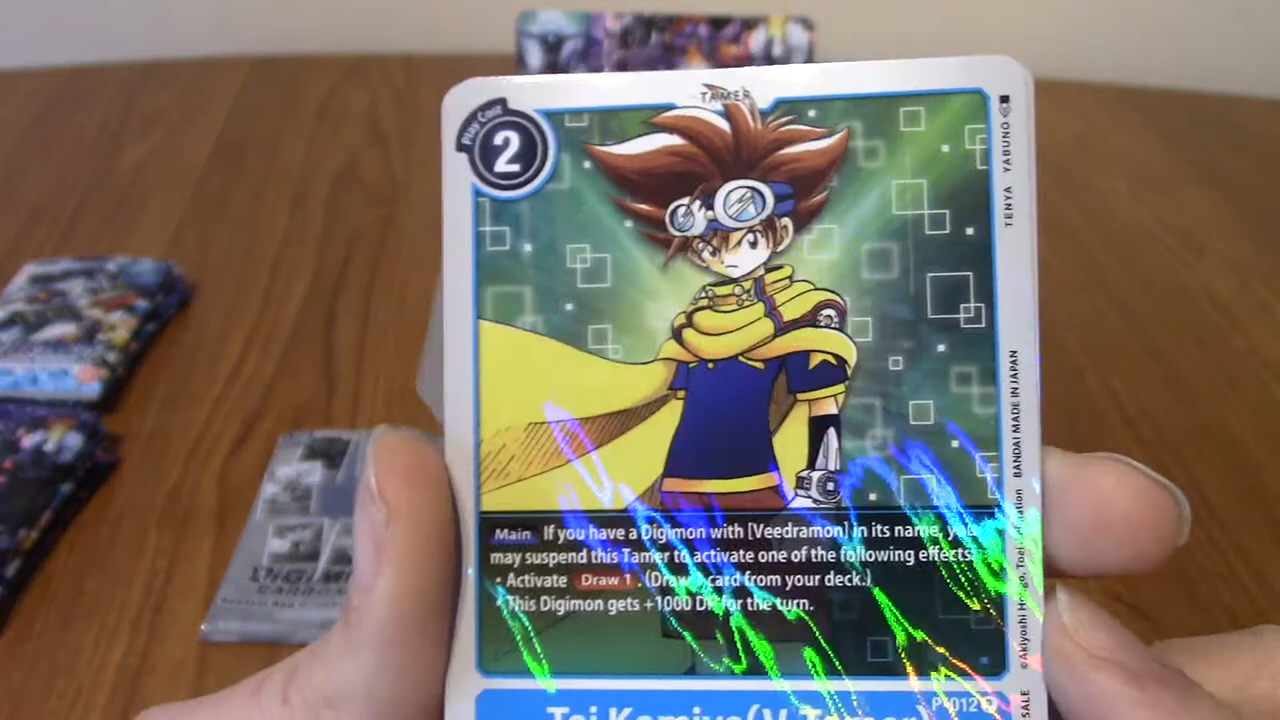 TAMER
Play Cost
2
TENYA YABUNO
BANDAI MADE IN JAPAN
©Akiyoshi Hongo, Toei Animation
SALE
Main If you have a Digimon with [Veedramon] in its name, you
may suspend this Tamer to activate one of the following effects:
• Activate Draw 1. (Draw 1 card from your deck.)
• This Digimon gets +1000 DP for the turn.
P-012
Tai Kamiya(V-Tamer)